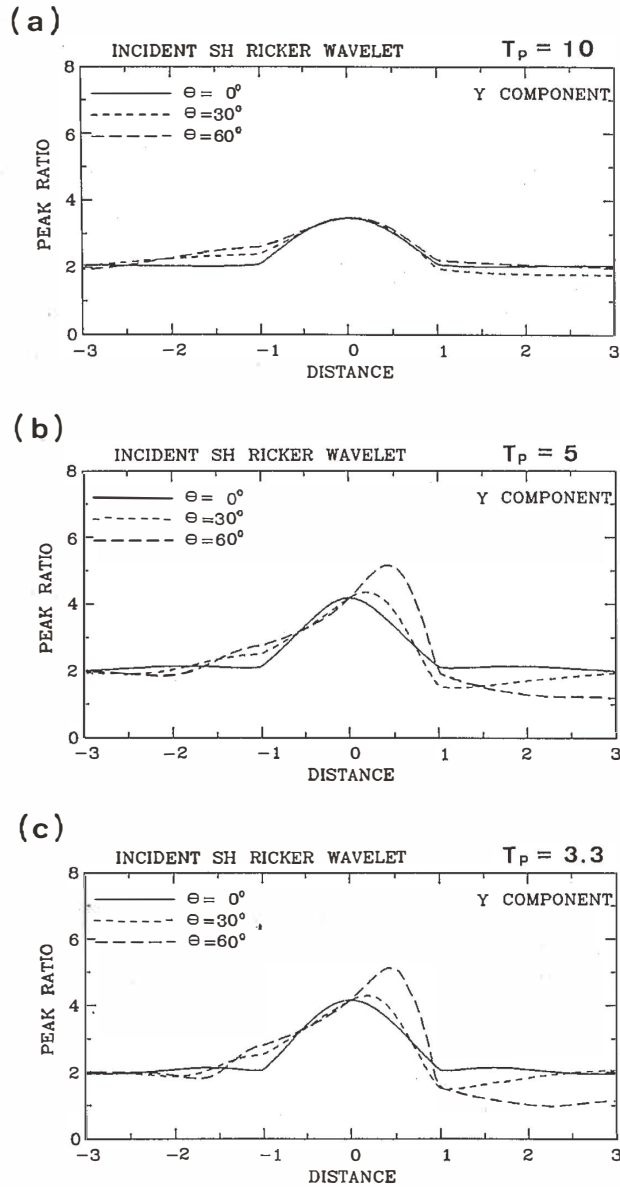 (a)
INCIDENT SH RICKER WAVELET Tp = 10
8
Θ = 0°
Θ = 30°
Θ = 60°
Y COMPONENT
6
4
2
0
PEAK RATIO
-3 -2 -1 0 1 2 3
DISTANCE
(b)
INCIDENT SH RICKER WAVELET Tp = 5
8
Θ = 0°
Θ = 30°
Θ = 60°
Y COMPONENT
6
4
2
0
PEAK RATIO
-3 -2 -1 0 1 2 3
DISTANCE
(c)
INCIDENT SH RICKER WAVELET Tp = 3.3
8
Θ = 0°
Θ = 30°
Θ = 60°
Y COMPONENT
6
4
2
0
PEAK RATIO
-3 -2 -1 0 1 2 3
DISTANCE